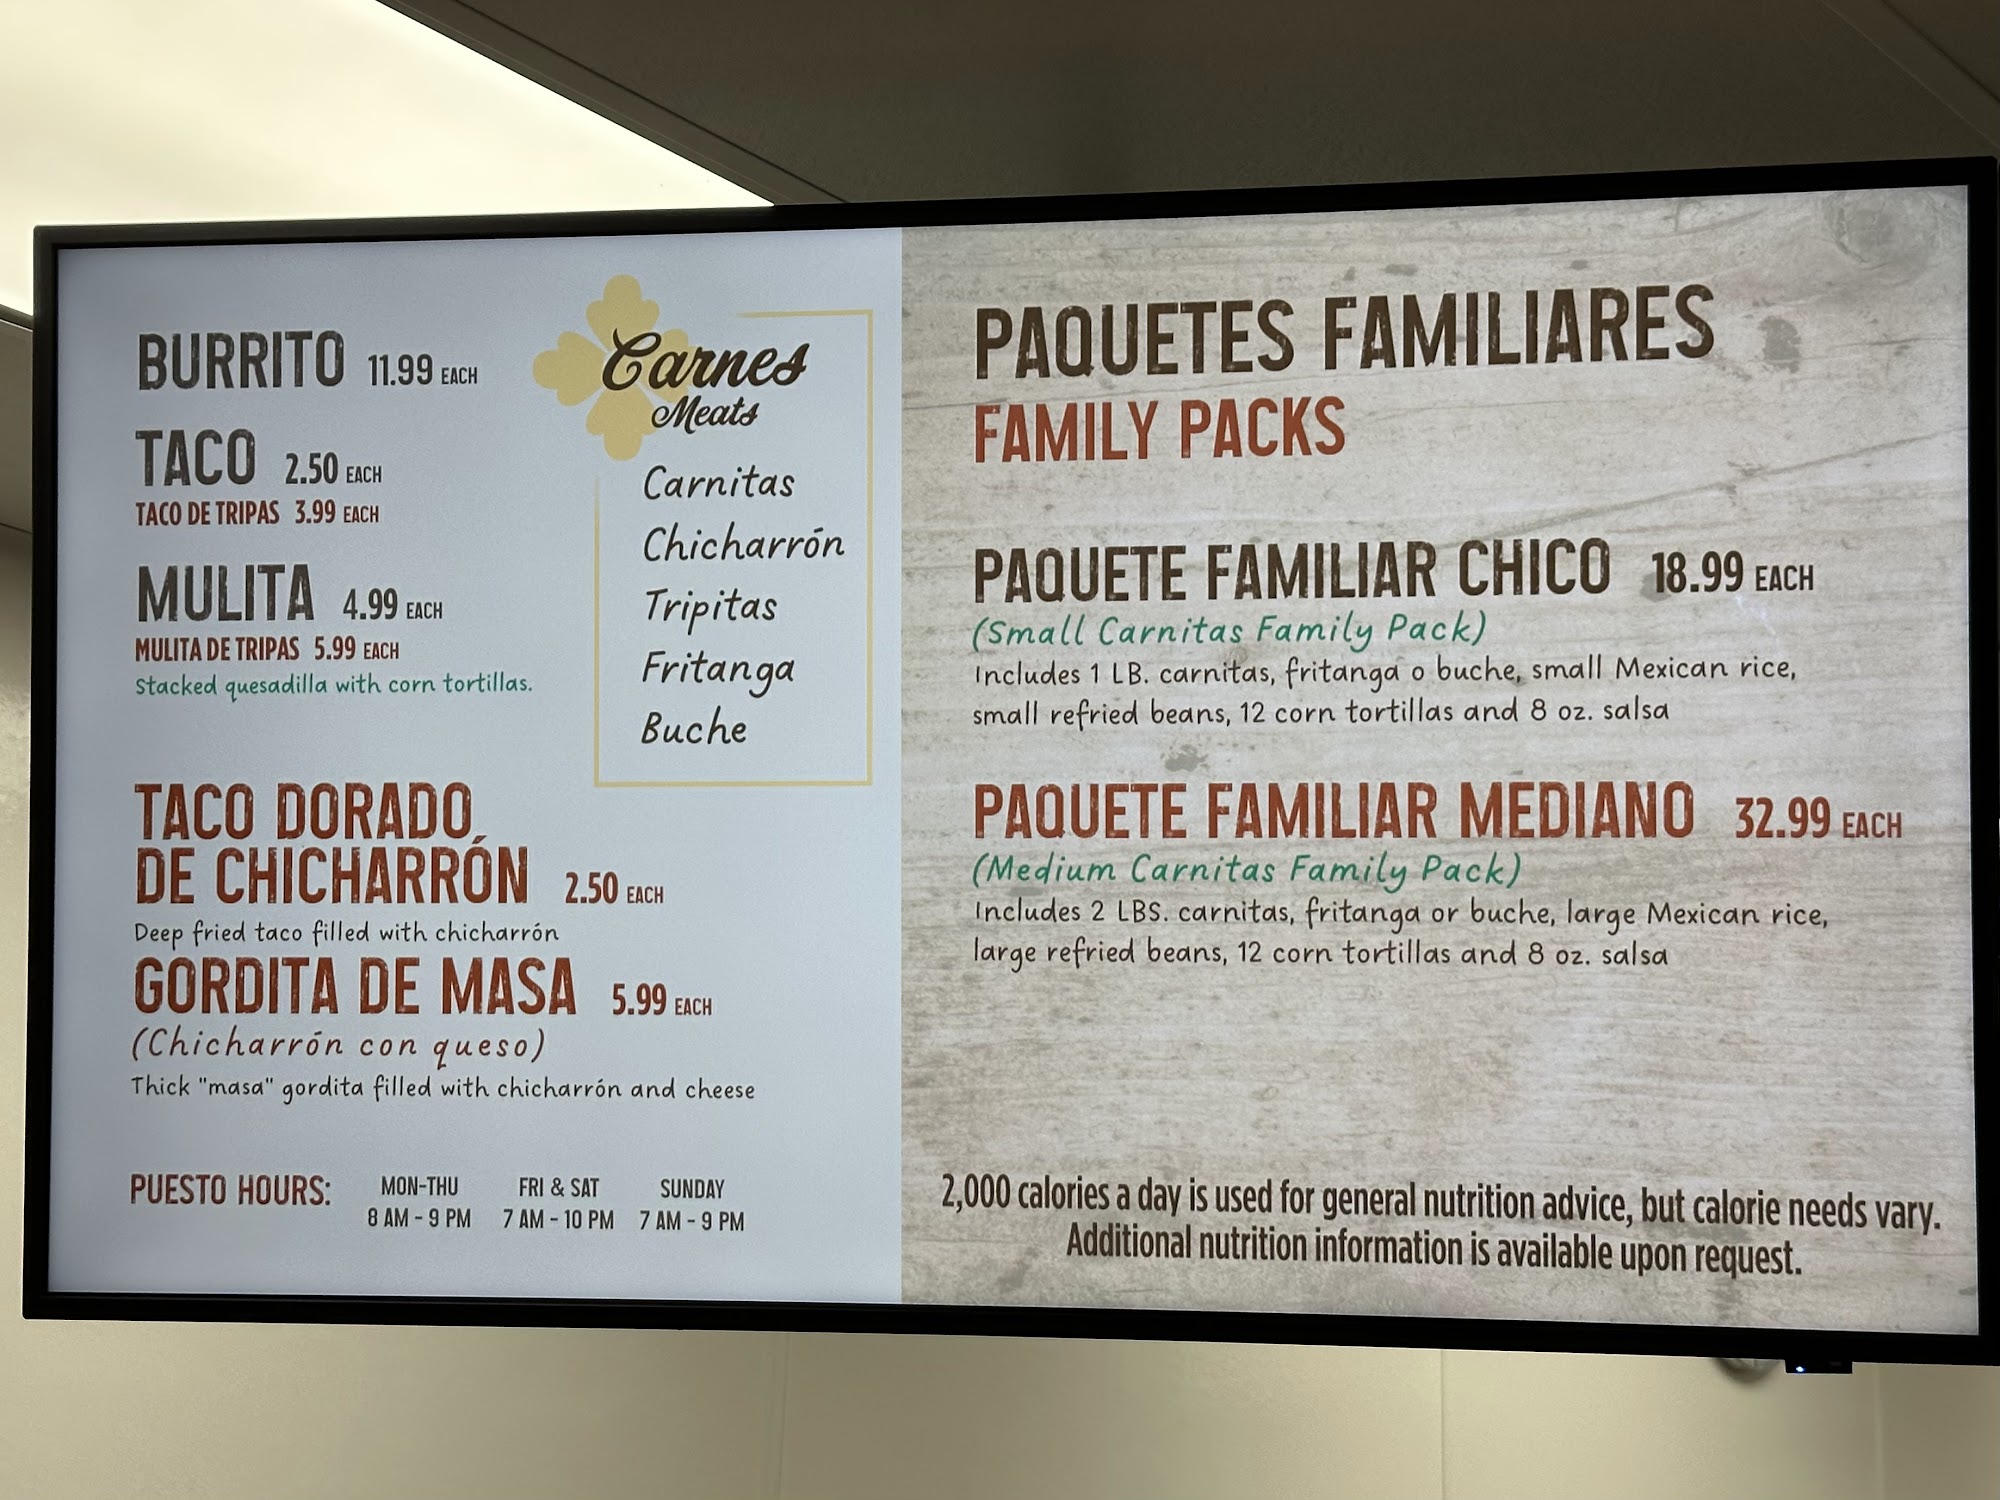 BURRITO 11.99 EACH
TACO 2.50 EACH
TACO DE TRIPAS 3.99 EACH
MULITA 4.99 EACH
MULITA DE TRIPAS 5.99 EACH
Stacked quesadilla with corn tortillas.
Carnes
Meats
Carnitas
Chicharrón
Tripitas
Fritanga
Buche
TACO DORADO
DE CHICHARRÓN 2.50 EACH
Deep fried taco filled with chicharrón
GORDITA DE MASA 5.99 EACH
(Chicharrón con queso)
Thick "masa" gordita filled with chicharrón and cheese
PUESTO HOURS: MON-THU FRI & SAT SUNDAY
8 AM - 9 PM 7 AM - 10 PM 7 AM - 9 PM
PAQUETES FAMILIARES
FAMILY PACKS
PAQUETE FAMILIAR CHICO 18.99 EACH
(Small Carnitas Family Pack)
Includes 1 LB. carnitas, fritanga o buche, small Mexican rice,
small refried beans, 12 corn tortillas and 8 oz. salsa
PAQUETE FAMILIAR MEDIANO 32.99 EACH
(Medium Carnitas Family Pack)
Includes 2 LBS. carnitas, fritanga or buche, large Mexican rice,
large refried beans, 12 corn tortillas and 8 oz. salsa
2,000 calories a day is used for general nutrition advice, but calorie needs vary.
Additional nutrition information is available upon request.